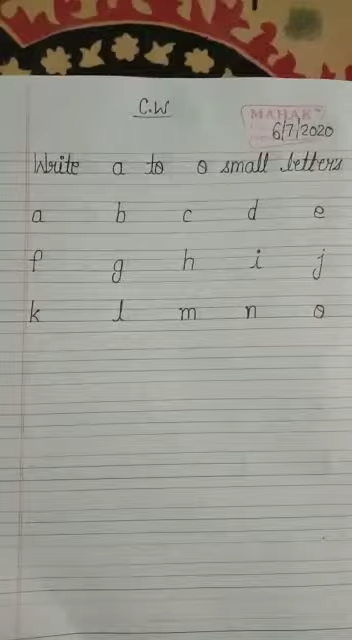 C.W
MAHAK
6/7/2020
Write a to o small letters
a b c d e
f g h i j
k l m n o